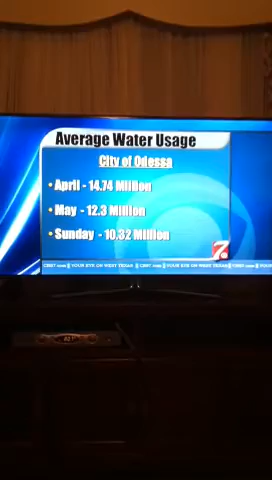 Average Water Usage
City of Odessa
• April - 14.74 Million
• May - 12.3 Million
• Sunday - 10.32 Million
7
YOUR EYE ON WEST TEXAS